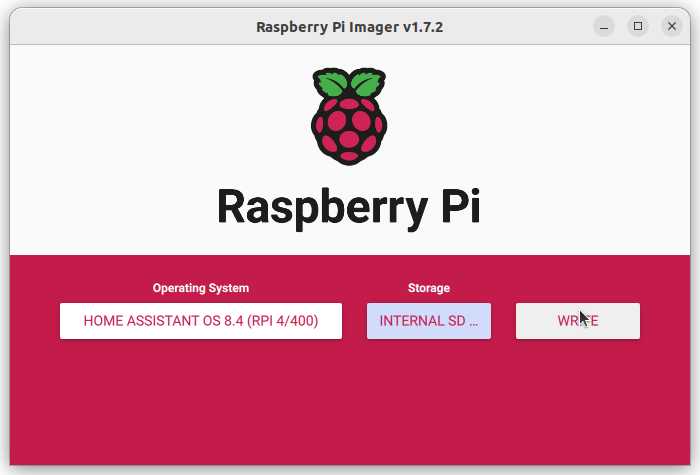 Raspberry Pi Imager v1.7.2
Raspberry Pi
Operating System
Storage
HOME ASSISTANT OS 8.4 (RPI 4/400)
INTERNAL SD ...
WRITE